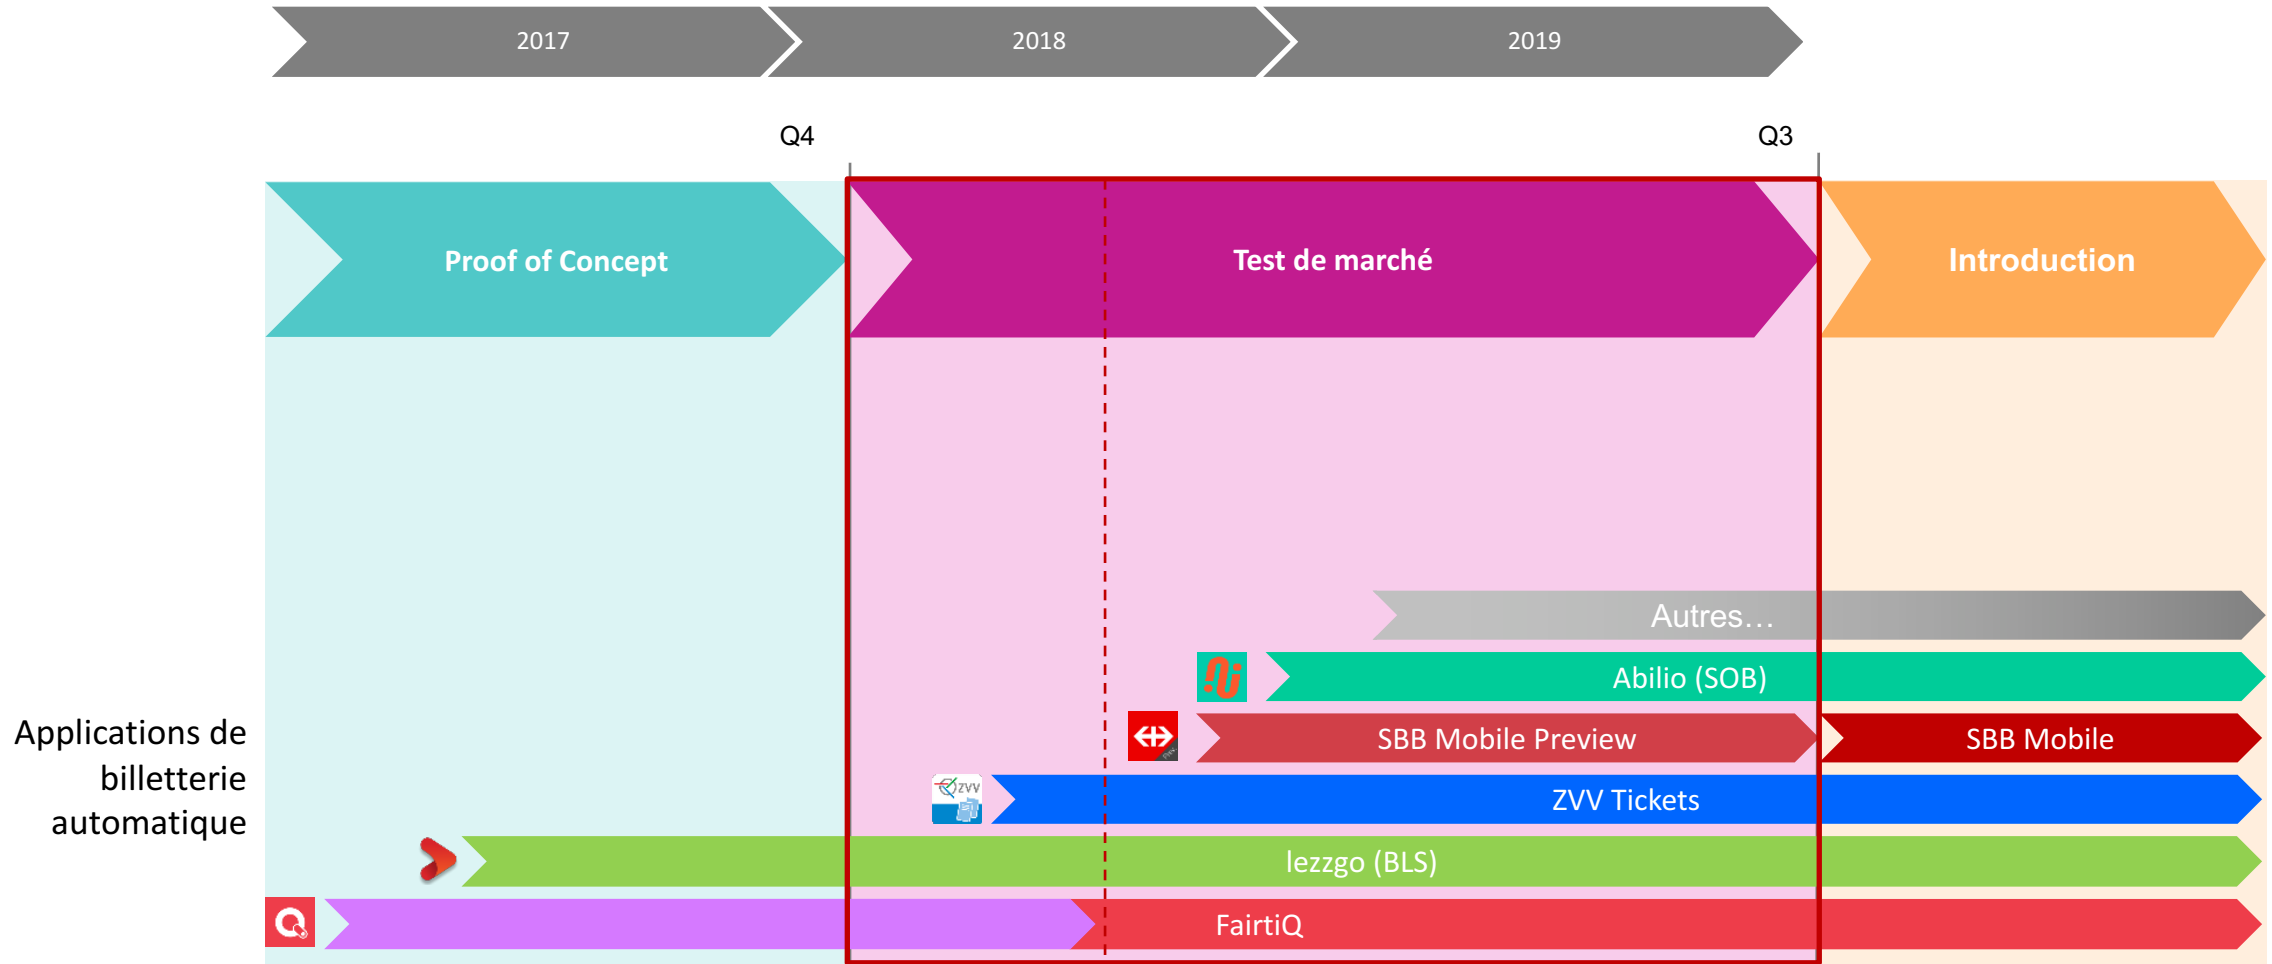 2017
2018
2019
Q4
Q3
Proof of Concept
Test de marché
Introduction
Autres...
Abilio (SOB)
SBB Mobile Preview
SBB Mobile
Applications de
billetterie
automatique
ZVV
ZVV Tickets
lezzgo (BLS)
FairtiQ